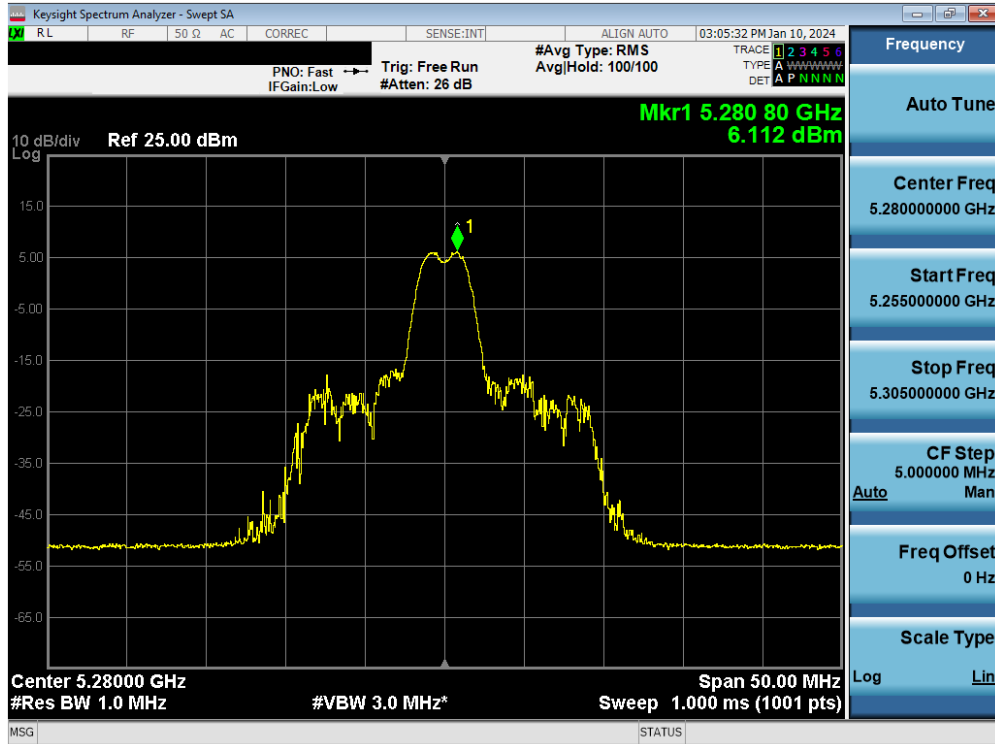 Keysight Spectrum Analyzer - Swept SA
LXI RL RF 50 Ω AC CORREC SENSE:INT ALIGN AUTO 03:05:32 PM Jan 10, 2024
Frequency
PNO: Fast
IFGain:Low
Trig: Free Run
#Atten: 26 dB
#Avg Type: RMS
Avg|Hold: 100/100
TRACE 1 2 3 4 5 6
TYPE A WWWWW
DET A P N N N N
Mkr1 5.280 80 GHz
6.112 dBm
10 dB/div Ref 25.00 dBm
Log
15.0
5.00
-5.00
-15.0
-25.0
-35.0
-45.0
-55.0
-65.0
1
Center 5.28000 GHz Span 50.00 MHz
#Res BW 1.0 MHz #VBW 3.0 MHz* Sweep 1.000 ms (1001 pts)
Auto Tune
Center Freq
5.280000000 GHz
Start Freq
5.255000000 GHz
Stop Freq
5.305000000 GHz
CF Step
5.000000 MHz
Auto Man
Freq Offset
0 Hz
Scale Type
Log Lin
MSG STATUS